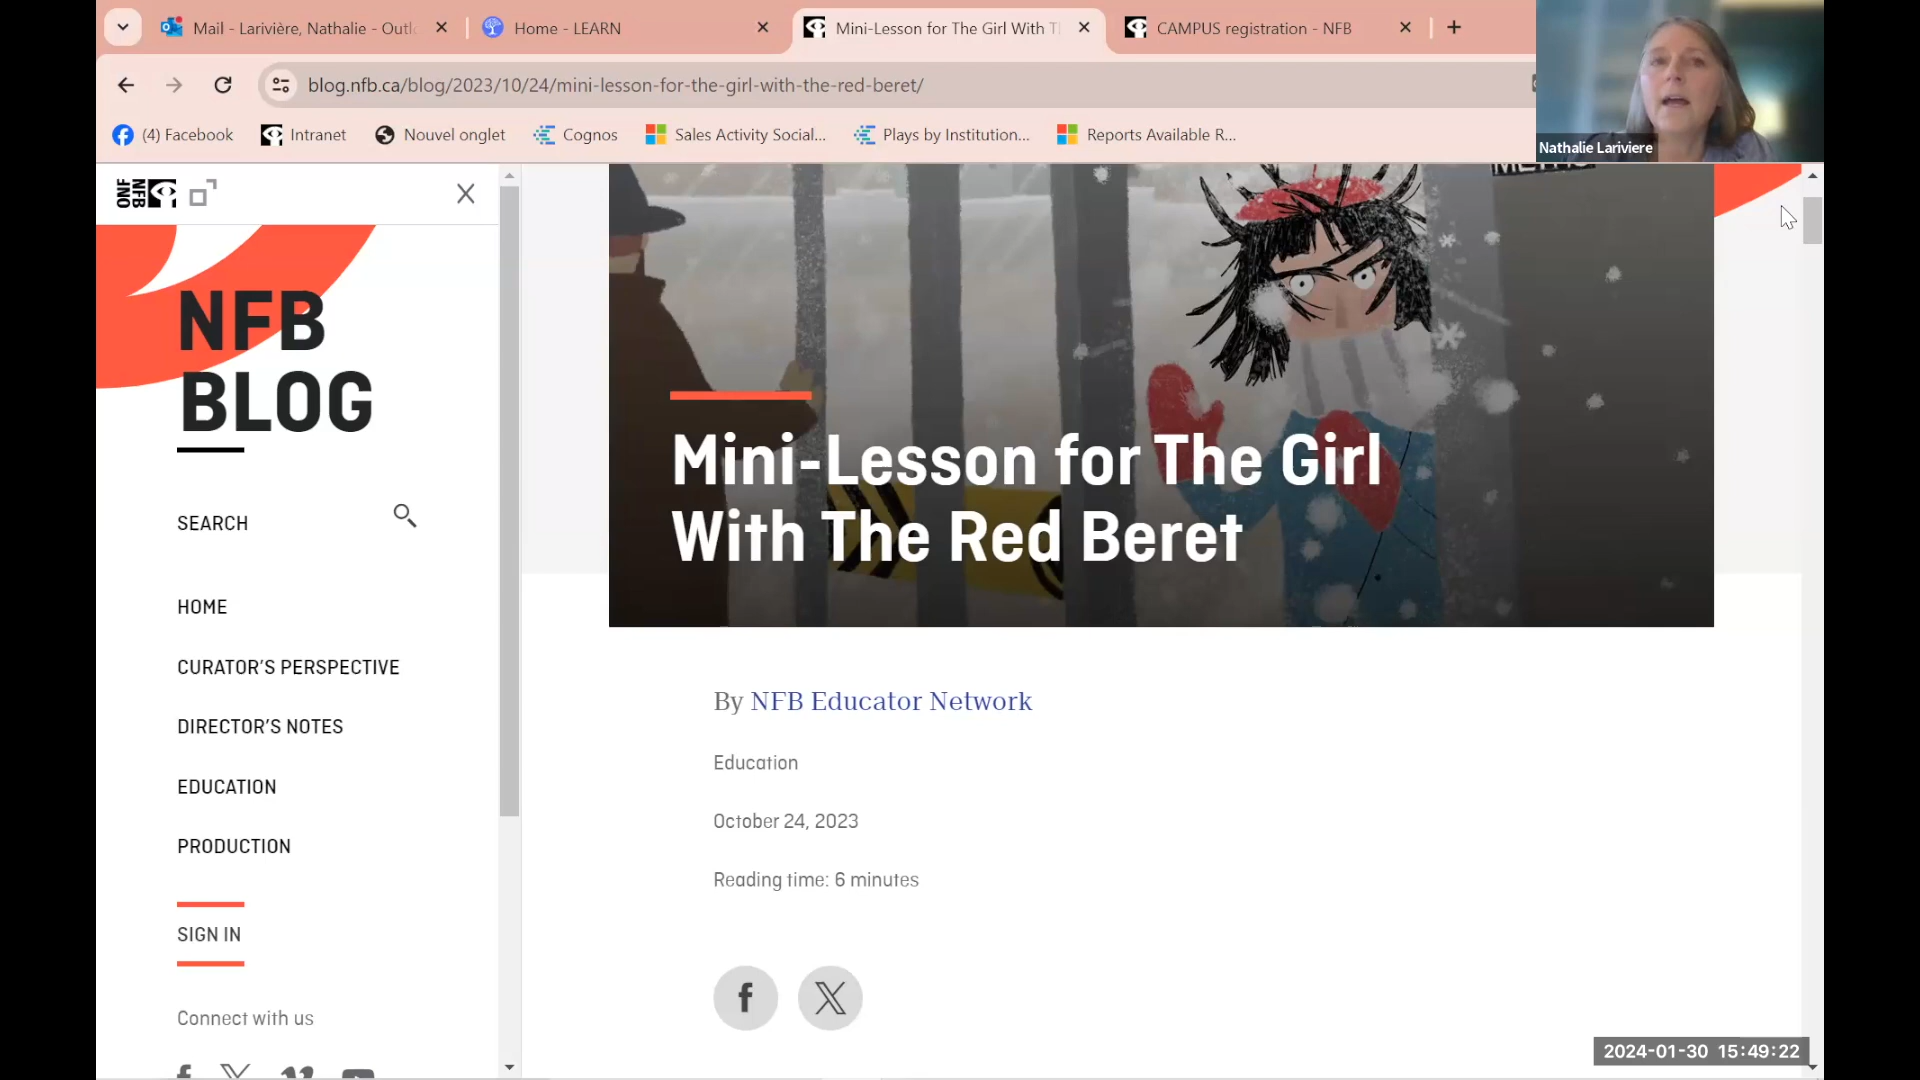 Mail - Larivière, Nathalie - Outl
Home - LEARN
Mini-Lesson for The Girl With T
CAMPUS registration - NFB
blog.nfb.ca/blog/2023/10/24/mini-lesson-for-the-girl-with-the-red-beret/
(4) Facebook
Intranet
Nouvel onglet
Cognos
Sales Activity Social...
Plays by Institution...
Reports Available R...
Nathalie Lariviere
ONF
NFB
NFB
BLOG
SEARCH
HOME
CURATOR'S PERSPECTIVE
DIRECTOR'S NOTES
EDUCATION
PRODUCTION
SIGN IN
Connect with us
Mini-Lesson for The Girl
With The Red Beret
By NFB Educator Network
Education
October 24, 2023
Reading time: 6 minutes
2024-01-30 15:49:22